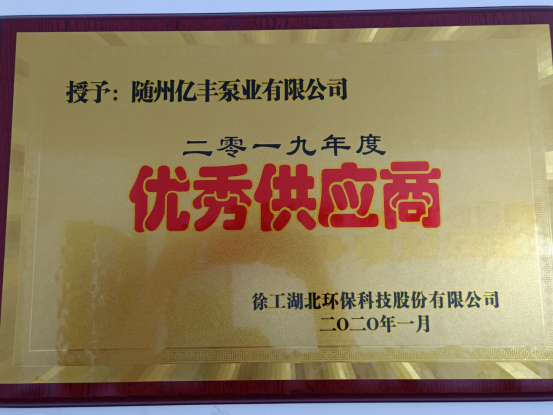 授予：随州亿丰泵业有限公司
二零一九年度
优秀供应商
徐工湖北环保科技股份有限公司
二〇二〇年一月